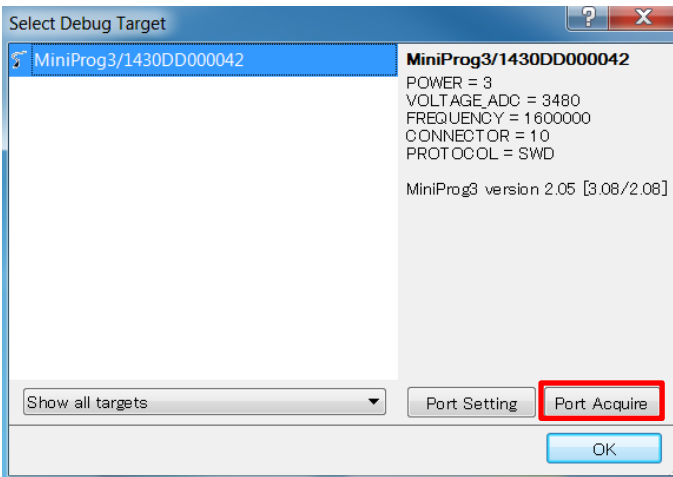 Select Debug Target
MiniProg3/1430DD000042
MiniProg3/1430DD000042
POWER = 3
VOLTAGE_ADC = 3480
FREQUENCY = 1600000
CONNECTOR = 10
PROTOCOL = SWD
MiniProg3 version 2.05 [3.08/2.08]
Show all targets
Port Setting
Port Acquire
OK